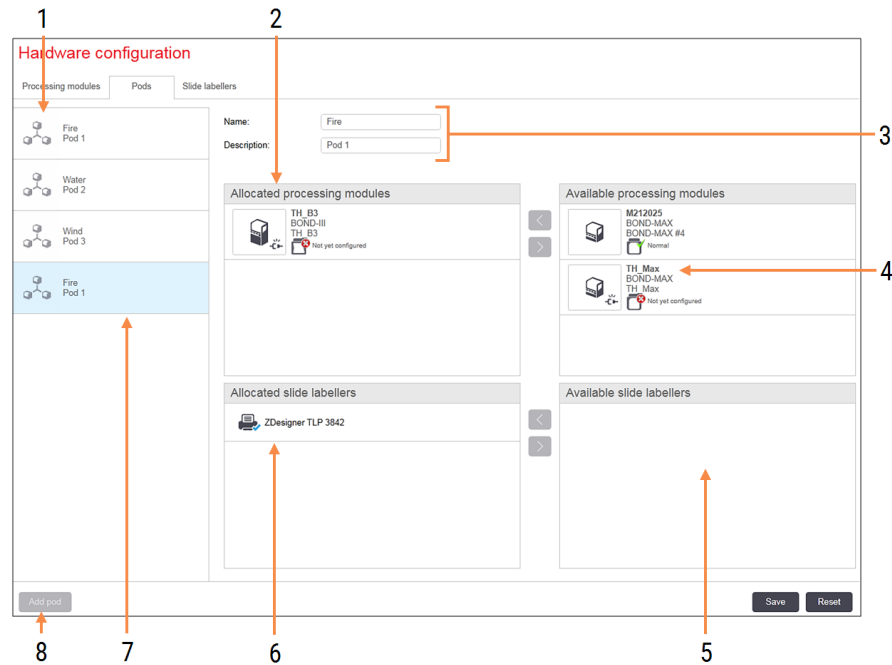 1
2
Hardware configuration
Processing modules
Pods
Slide labellers
Fire
Pod 1
Water
Pod 2
Wind
Pod 3
Fire
Pod 1
Name:
Fire
Description:
Pod 1
3
Allocated processing modules
TH_B3
BOND-III
TH_B3
Not yet configured
<
>
Available processing modules
M212025
BOND-MAX
BOND-MAX #4
Normal
TH_Max
BOND-MAX
TH_Max
Not yet configured
4
Allocated slide labellers
ZDesigner TLP 3842
<
>
Available slide labellers
Add pod
Save
Reset
8
7
6
5